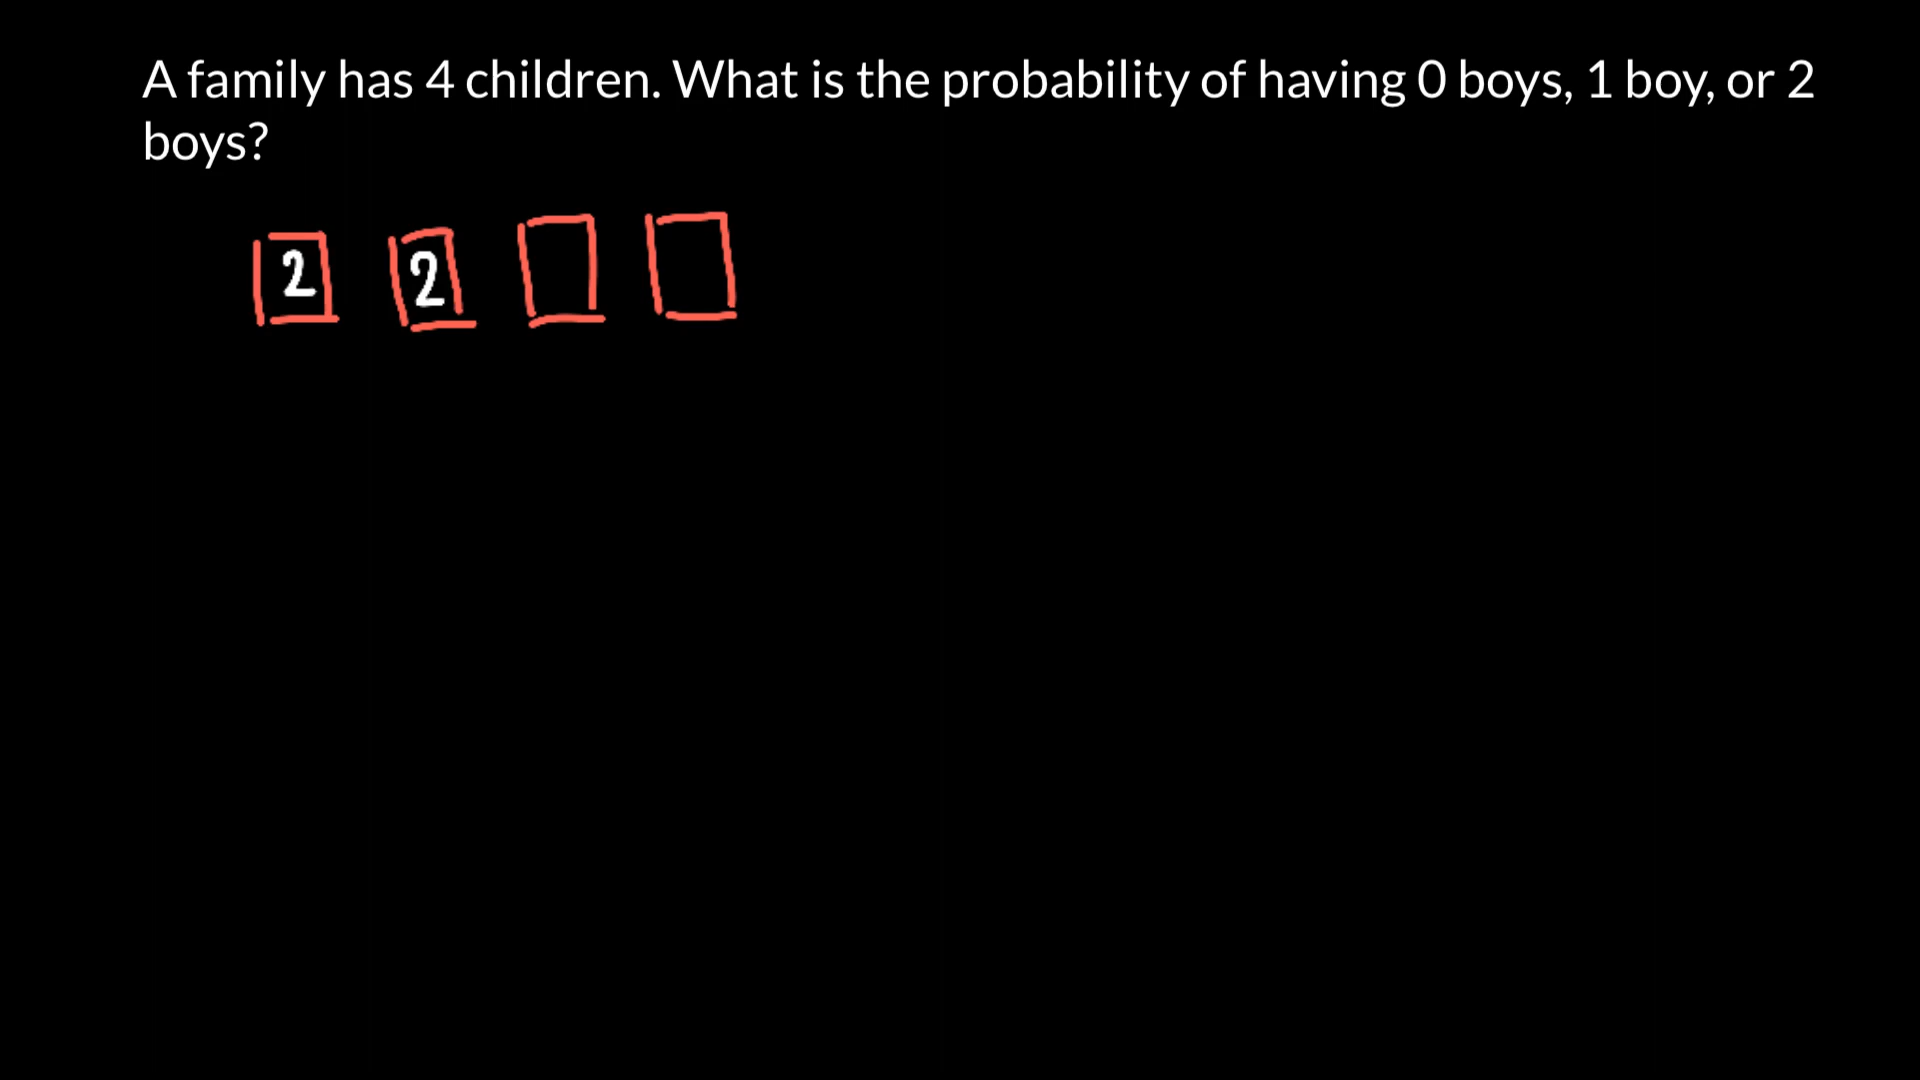 A family has 4 children. What is the probability of having 0 boys, 1 boy, or 2
boys?
2 2